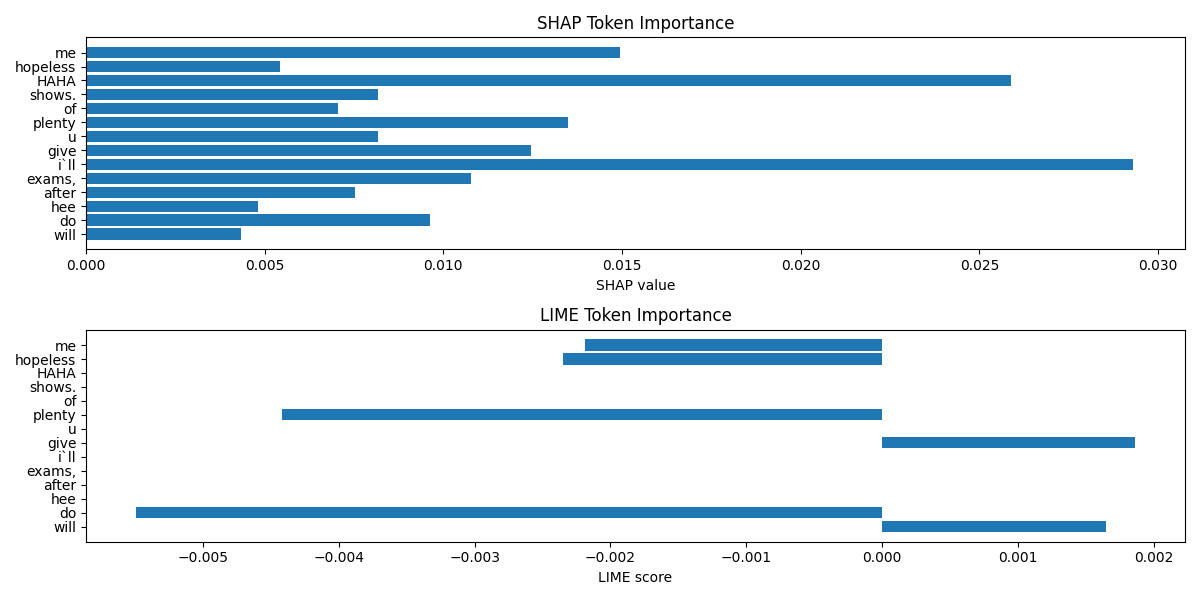 SHAP Token Importance
me
hopeless
HAHA
shows.
of
plenty
u
give
i`ll
exams,
after
hee
do
will
0.000 0.005 0.010 0.015 0.020 0.025 0.030
SHAP value
LIME Token Importance
me
hopeless
HAHA
shows.
of
plenty
u
give
i`ll
exams,
after
hee
do
will
−0.005 −0.004 −0.003 −0.002 −0.001 0.000 0.001 0.002
LIME score